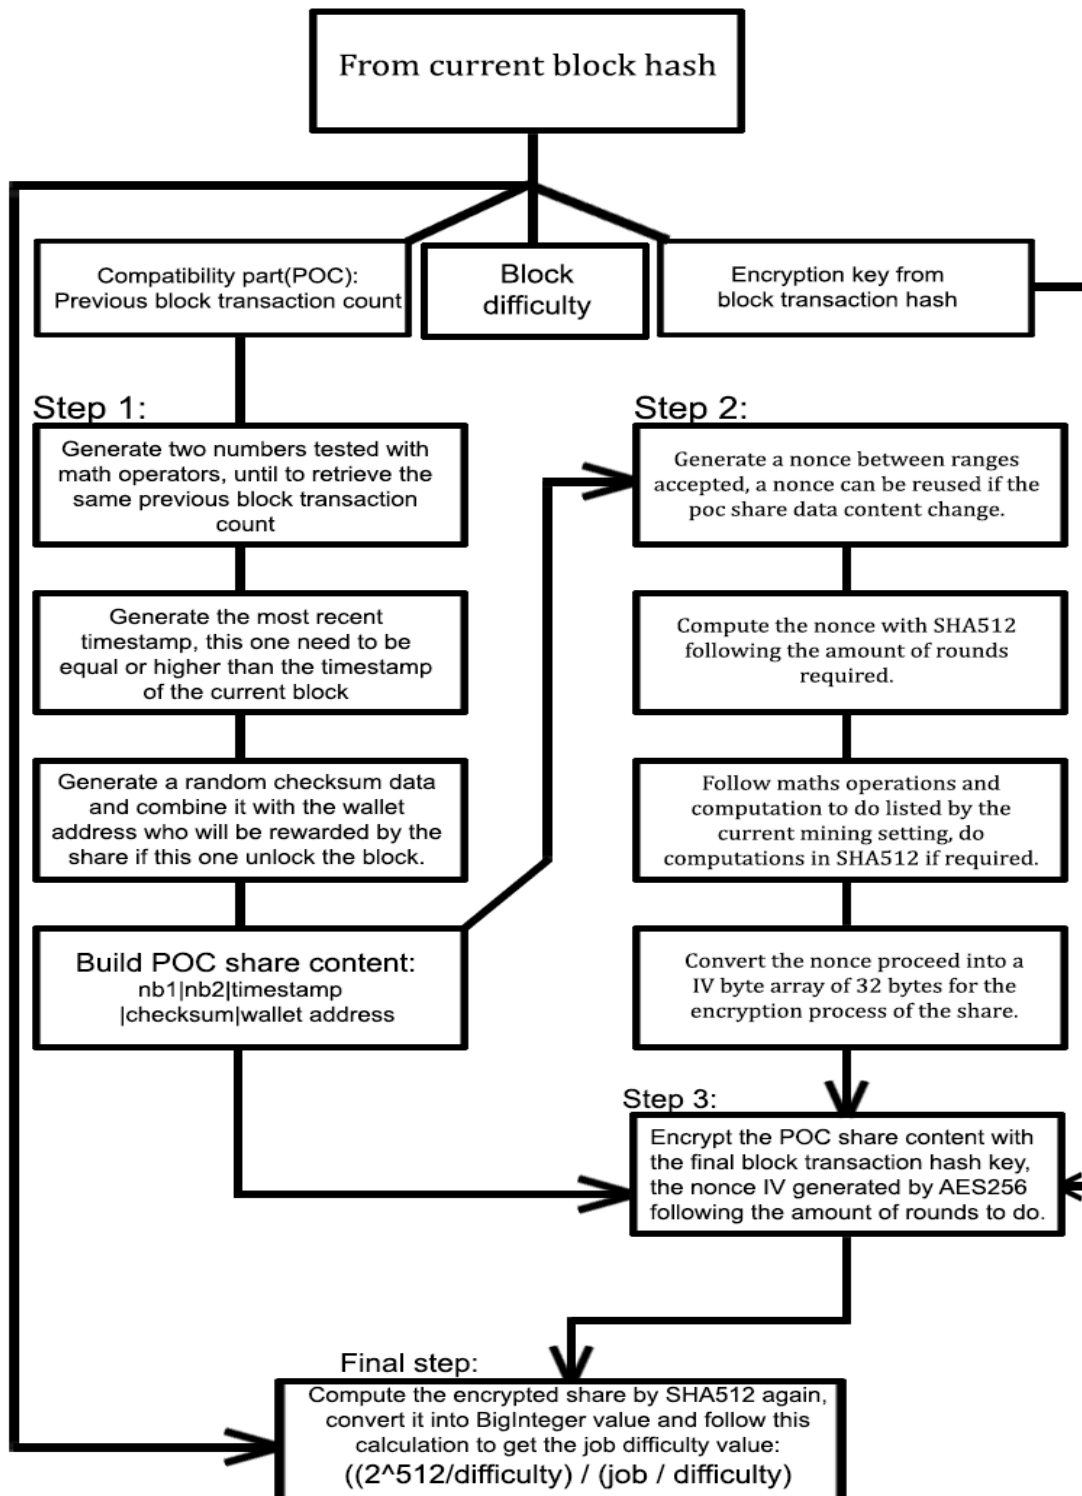 From current block hash
Compatibility part(POC):
Previous block transaction count
Block
difficulty
Encryption key from
block transaction hash
Step 1:
Generate two numbers tested with
math operators, until to retrieve the
same previous block transaction
count
Generate the most recent
timestamp, this one need to be
equal or higher than the timestamp
of the current block
Generate a random checksum data
and combine it with the wallet
address who will be rewarded by the
share if this one unlock the block.
Build POC share content:
nb1|nb2|timestamp
|checksum|wallet address
Step 2:
Generate a nonce between ranges
accepted, a nonce can be reused if the
poc share data content change.
Compute the nonce with SHA512
following the amount of rounds
required.
Follow maths operations and
computation to do listed by the
current mining setting, do
computations in SHA512 if required.
Convert the nonce proceed into a
IV byte array of 32 bytes for the
encryption process of the share.
Step 3:
Encrypt the POC share content with
the final block transaction hash key,
the nonce IV generated by AES256
following the amount of rounds to do.
Final step:
Compute the encrypted share by SHA512 again,
convert it into BigInteger value and follow this
calculation to get the job difficulty value:
((2^512/difficulty) / (job / difficulty)